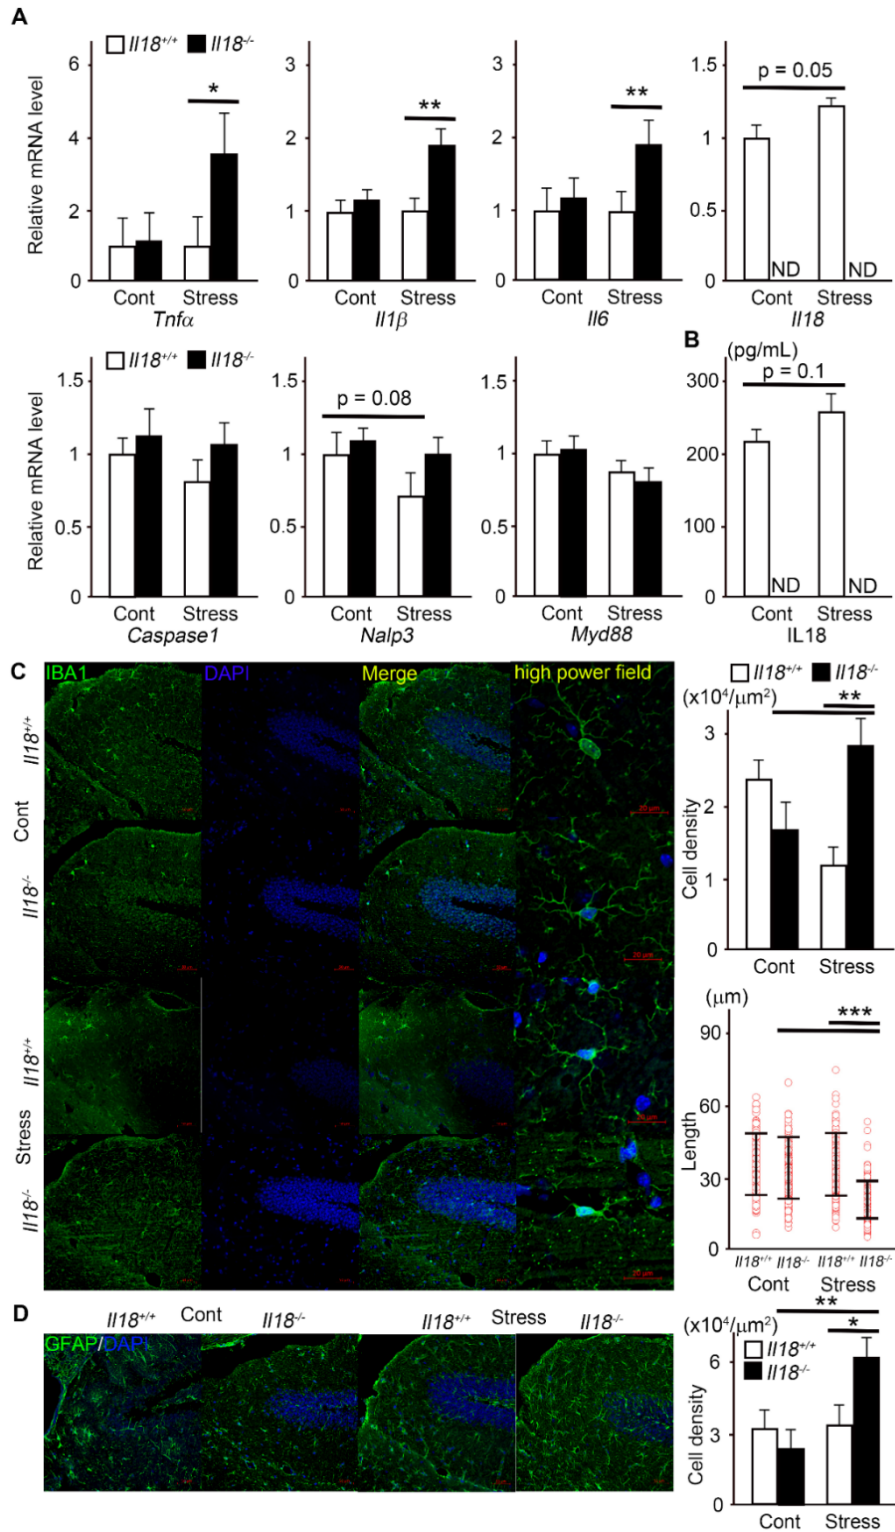 A
Il18+/+ Il18-/-
Relative mRNA level
6
4
2
0
*
Cont Stress
Tnfα
3
2
1
0
**
Cont Stress
Il1β
3
2
1
0
**
Cont Stress
Il6
1.5
1
0.5
0
p = 0.05
ND ND
Cont Stress
Il18
Il18+/+ Il18-/-
Relative mRNA level
1.5
1
0.5
0
Cont Stress
Caspase1
1.5
1
0.5
0
p = 0.08
Cont Stress
Nalp3
1.5
1
0.5
0
Cont Stress
Myd88
B
(pg/mL)
300
200
100
0
p = 0.1
ND ND
Cont Stress
IL18
C
IBA1 DAPI Merge high power field
Cont
Il18+/+
Il18-/-
Stress
Il18+/+
Il18-/-
20 μm
20 μm
20 μm
Il18+/+ Il18-/-
(x10⁴/μm²)
Cell density
3
2
1
0
**
Cont Stress
(μm)
Length
90
60
30
0
***
Il18+/+ Il18-/- Il18+/+ Il18-/-
Cont Stress
D
Cont Stress
Il18+/+ Il18-/- Il18+/+ Il18-/-
GFAP/DAPI
(x10⁴/μm²)
Il18+/+
Il18-/-
Cell density
6
3
0
**
*
Cont Stress